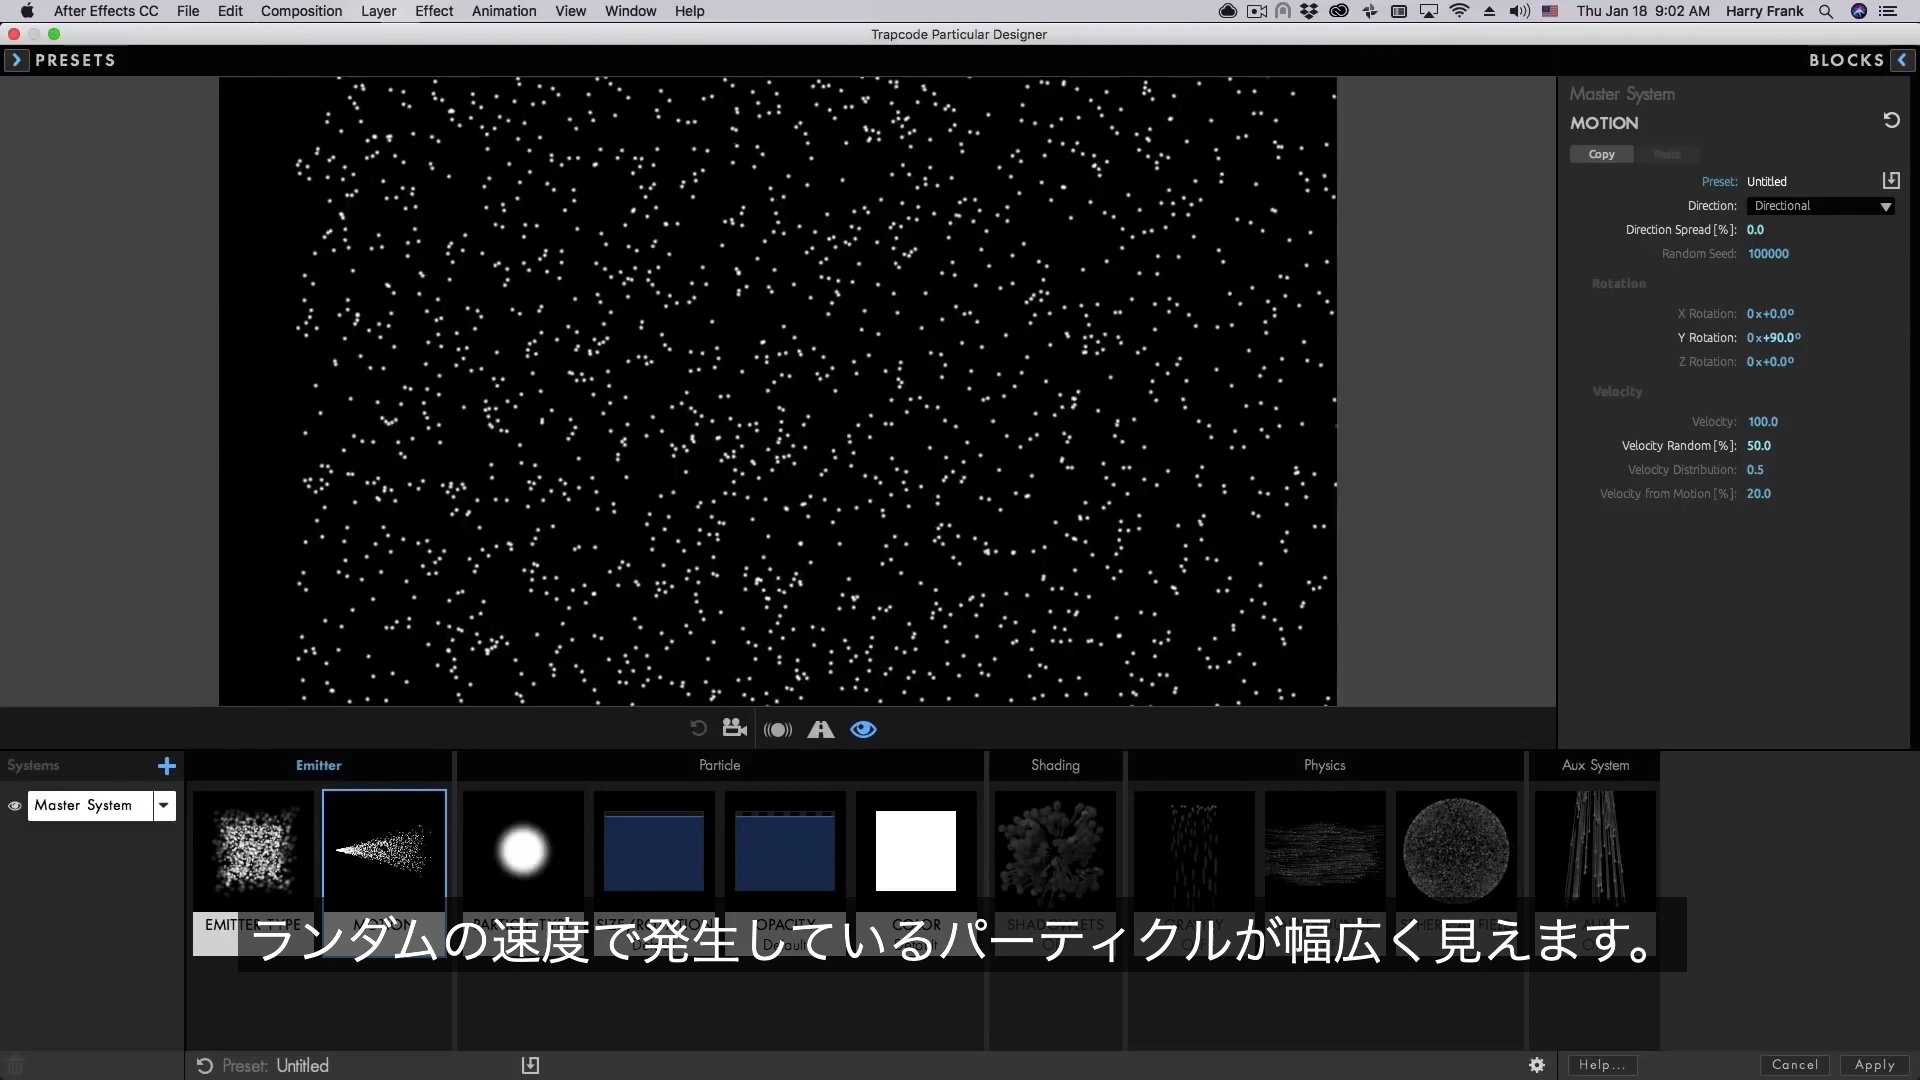 After Effects CC File Edit Composition Layer Effect Animation View Window Help Thu Jan 18 9:02 AM Harry Frank
Trapcode Particular Designer
PRESETS
BLOCKS
Master System
MOTION
Copy
Preset: Untitled
Direction: Directional
Direction Spread [%]: 0.0
Random Seed: 100000
Rotation
X Rotation: 0x+0.0°
Y Rotation: 0x+90.0°
Z Rotation: 0x+0.0°
Velocity
Velocity: 100.0
Velocity Random [%]: 50.0
Velocity Distribution: 0.5
Velocity from Motion [%]: 20.0
Systems
Emitter
Particle
Shading
Physics
Aux System
Master System
EMITTER TYPE
MOTION
OPACITY
COLOR
ランダムの速度で発生しているパーティクルが幅広く見えます。
Preset: Untitled
Help...
Cancel
Apply